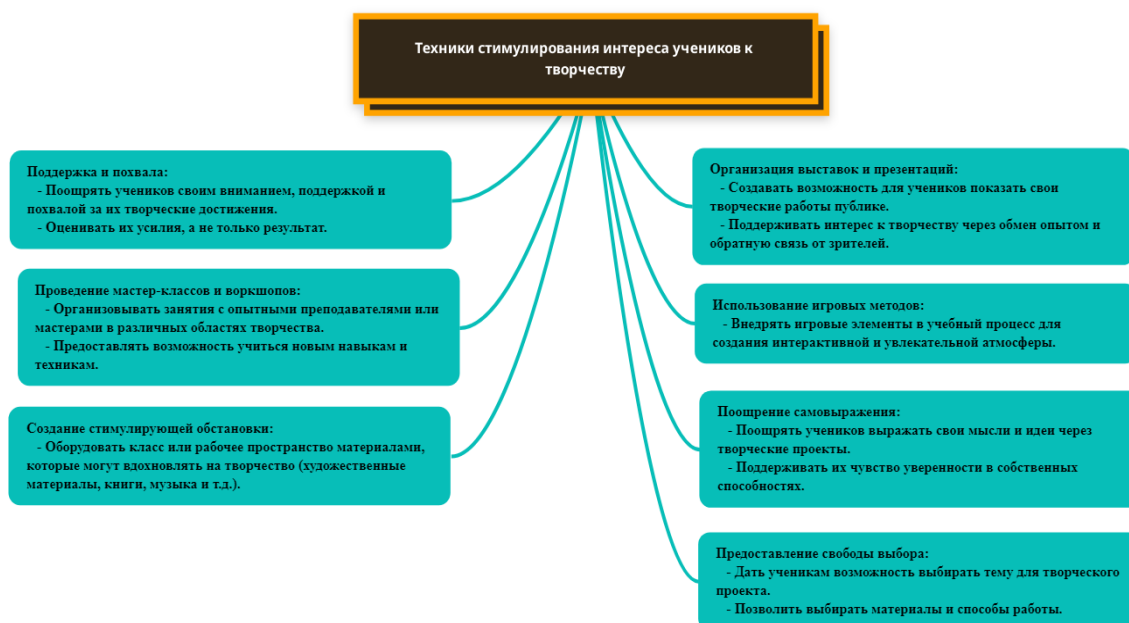 Техники стимулирования интереса учеников к
творчеству
Поддержка и похвала:
- Поощрять учеников своим вниманием, поддержкой и
похвалой за их творческие достижения.
- Оценивать их усилия, а не только результат.
Проведение мастер-классов и воркшопов:
- Организовывать занятия с опытными преподавателями или
мастерами в различных областях творчества.
- Предоставлять возможность учиться новым навыкам и
техникам.
Создание стимулирующей обстановки:
- Оборудовать класс или рабочее пространство материалами,
которые могут вдохновлять на творчество (художественные
материалы, книги, музыка и т.д.).
Организация выставок и презентаций:
- Создавать возможность для учеников показать свои
творческие работы публике.
- Поддерживать интерес к творчеству через обмен опытом и
обратную связь от зрителей.
Использование игровых методов:
- Внедрять игровые элементы в учебный процесс для
создания интерактивной и увлекательной атмосферы.
Поощрение самовыражения:
- Поощрять учеников выражать свои мысли и идеи через
творческие проекты.
- Поддерживать их чувство уверенности в собственных
способностях.
Предоставление свободы выбора:
- Дать ученикам возможность выбирать тему для творческого
проекта.
- Позволить выбирать материалы и способы работы.